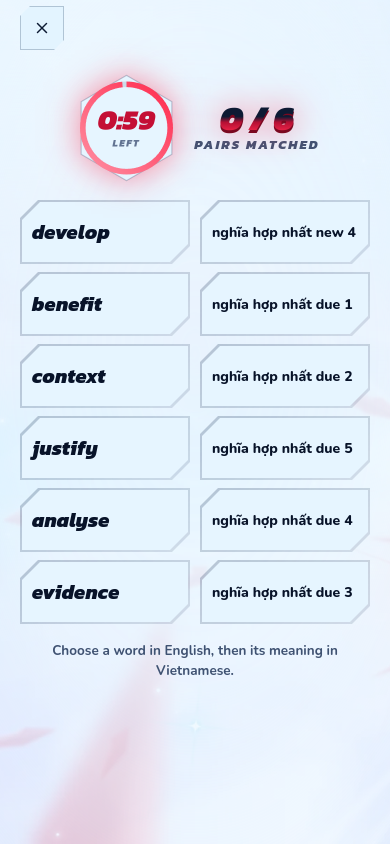 ×
0:59
LEFT
0 / 6
PAIRS MATCHED
develop
nghĩa hợp nhất new 4
benefit
nghĩa hợp nhất due 1
context
nghĩa hợp nhất due 2
justify
nghĩa hợp nhất due 5
analyse
nghĩa hợp nhất due 4
evidence
nghĩa hợp nhất due 3
Choose a word in English, then its meaning in
Vietnamese.